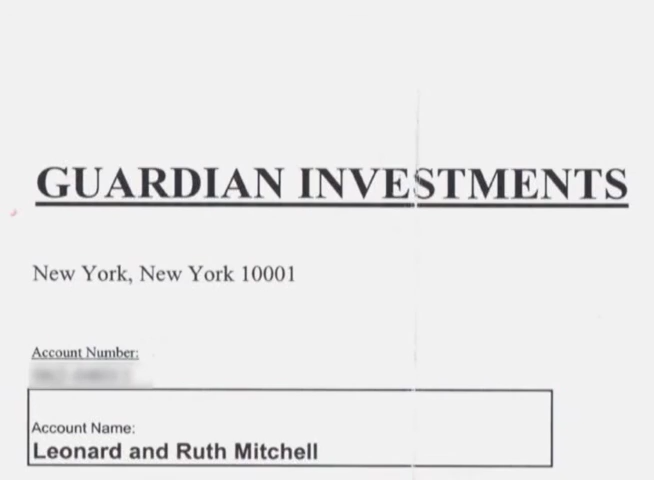 GUARDIAN INVESTMENTS
New York, New York 10001
Account Number:
Account Name:
Leonard and Ruth Mitchell